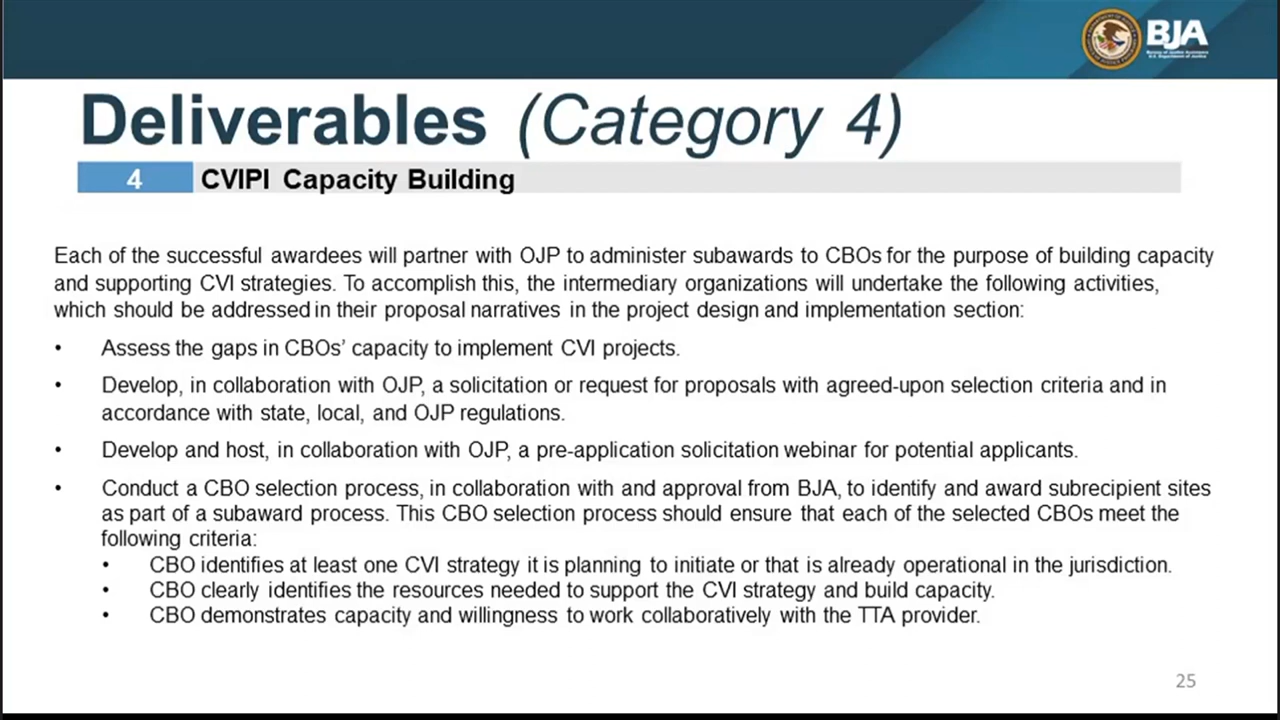 BJA
Bureau of Justice Assistance
U.S. Department of Justice
Deliverables (Category 4)
4 CVIPI Capacity Building
Each of the successful awardees will partner with OJP to administer subawards to CBOs for the purpose of building capacity
and supporting CVI strategies. To accomplish this, the intermediary organizations will undertake the following activities,
which should be addressed in their proposal narratives in the project design and implementation section:
• Assess the gaps in CBOs’ capacity to implement CVI projects.
• Develop, in collaboration with OJP, a solicitation or request for proposals with agreed-upon selection criteria and in
accordance with state, local, and OJP regulations.
• Develop and host, in collaboration with OJP, a pre-application solicitation webinar for potential applicants.
• Conduct a CBO selection process, in collaboration with and approval from BJA, to identify and award subrecipient sites
as part of a subaward process. This CBO selection process should ensure that each of the selected CBOs meet the
following criteria:
• CBO identifies at least one CVI strategy it is planning to initiate or that is already operational in the jurisdiction.
• CBO clearly identifies the resources needed to support the CVI strategy and build capacity.
• CBO demonstrates capacity and willingness to work collaboratively with the TTA provider.
25